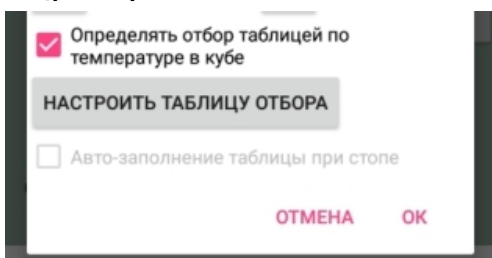 Определять отбор таблицей по
температуре в кубе
НАСТРОИТЬ ТАБЛИЦУ ОТБОРА
Авто-заполнение таблицы при стопе
ОТМЕНА ОК